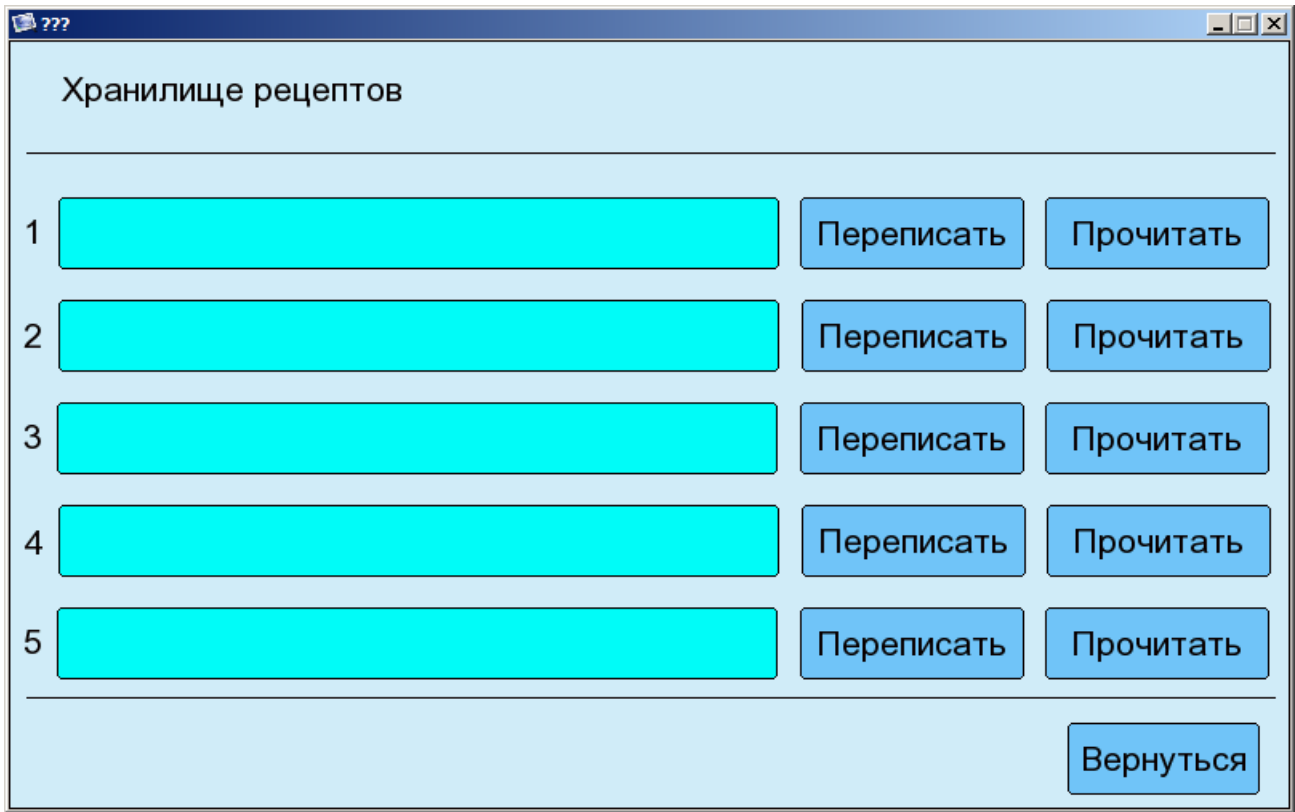 ???
Хранилище рецептов
1 Переписать Прочитать
2 Переписать Прочитать
3 Переписать Прочитать
4 Переписать Прочитать
5 Переписать Прочитать
Вернуться